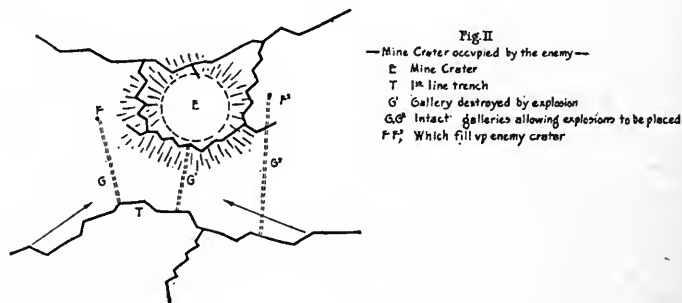 Fig. II
—Mine Crater occupied by the enemy—
E Mine Crater
T 1st line trench
G' Gallery destroyed by explosion
G,G² Intact galleries allowing explosions to be placed
F F², Which fill up enemy crater
E
F
F²
G
G'
G²
T